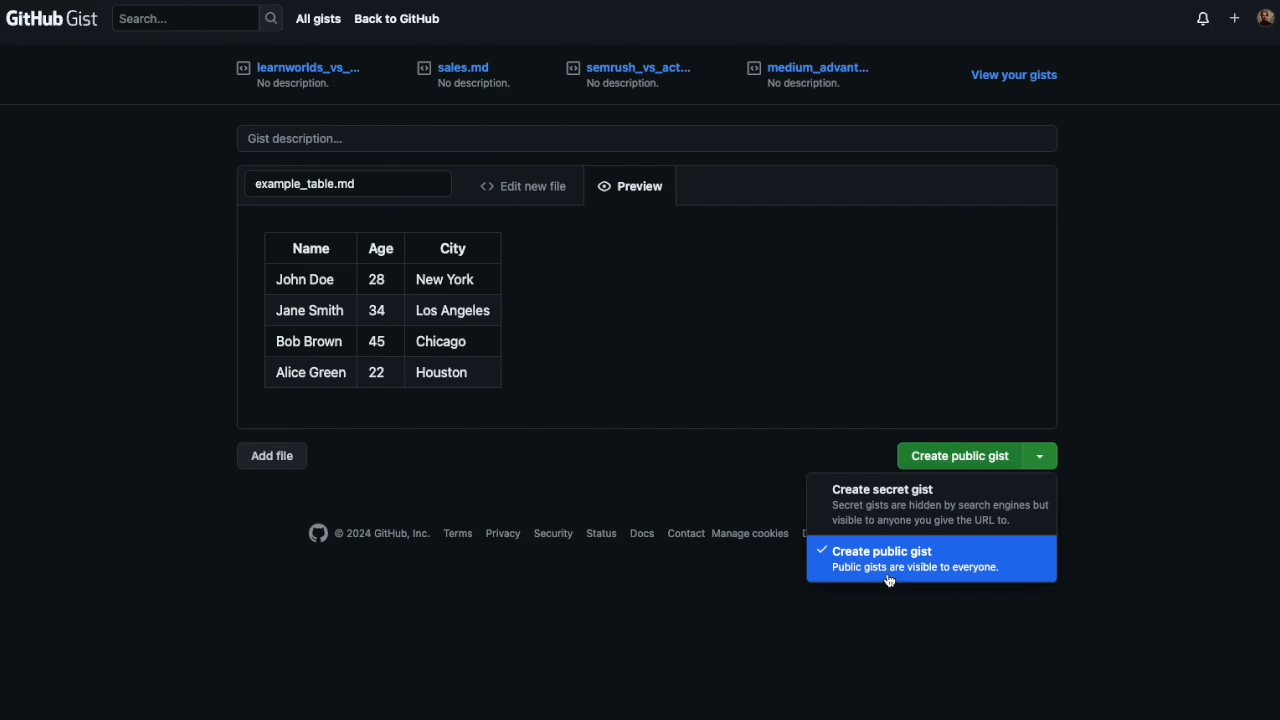 GitHub Gist Search... All gists Back to GitHub
learnworlds_vs_... sales.md semrush_vs_act... medium_advant... View your gists
No description. No description. No description. No description.
Gist description...
example_table.md Edit new file Preview
Name Age City
John Doe 28 New York
Jane Smith 34 Los Angeles
Bob Brown 45 Chicago
Alice Green 22 Houston
Add file Create public gist
Create secret gist
Secret gists are hidden by search engines but
visible to anyone you give the URL to.
© 2024 GitHub, Inc. Terms Privacy Security Status Docs Contact Manage cookies
Create public gist
Public gists are visible to everyone.